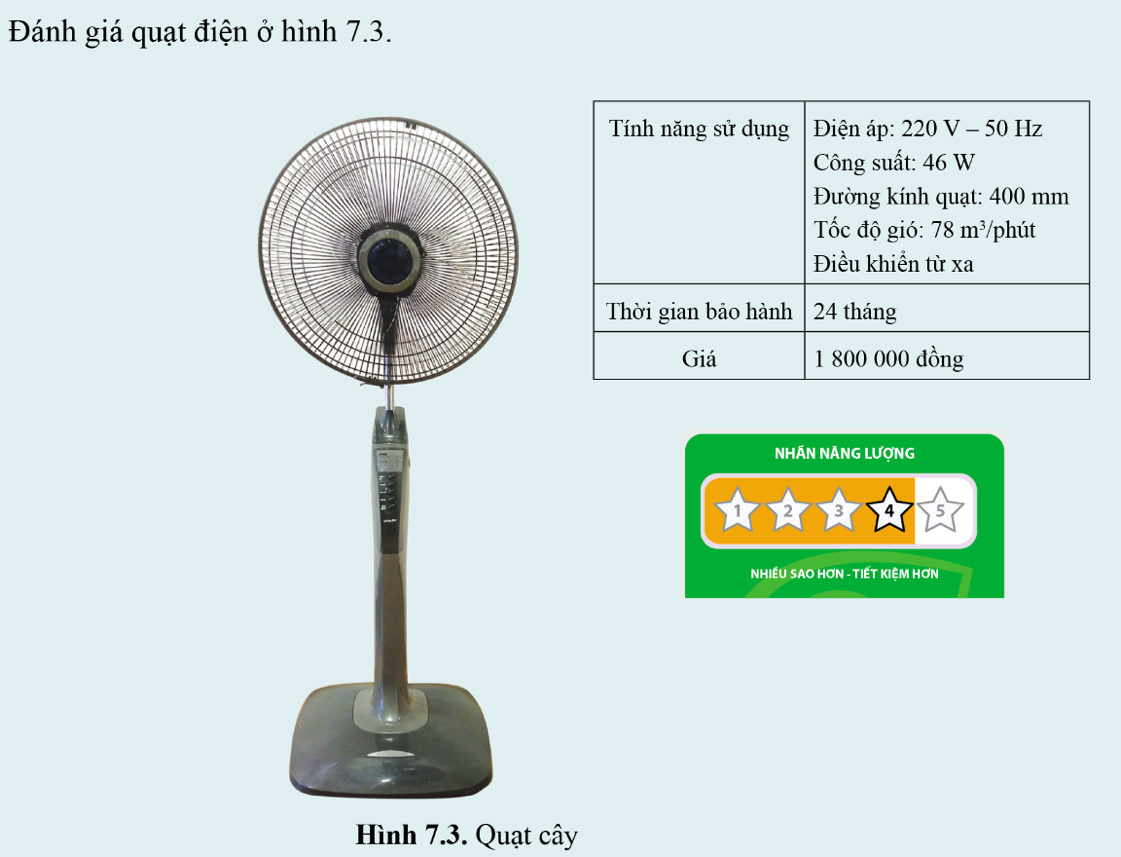 Đánh giá quạt điện ở hình 7.3.
Tính năng sử dụng
Điện áp: 220 V – 50 Hz
Công suất: 46 W
Đường kính quạt: 400 mm
Tốc độ gió: 78 m³/phút
Điều khiển từ xa
Thời gian bảo hành
24 tháng
Giá
1 800 000 đồng
NHÃN NĂNG LƯỢNG
1 2 3 4 5
NHIỀU SAO HƠN - TIẾT KIỆM HƠN
Hình 7.3. Quạt cây